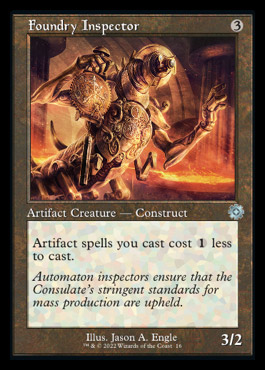 Foundry Inspector 3
Artifact Creature — Construct
Artifact spells you cast cost 1 less
to cast.
Automaton inspectors ensure that the
Consulate's stringent standards for
mass production are upheld.
Illus. Jason A. Engle
™ & © 2022 Wizards of the Coast 16
3/2